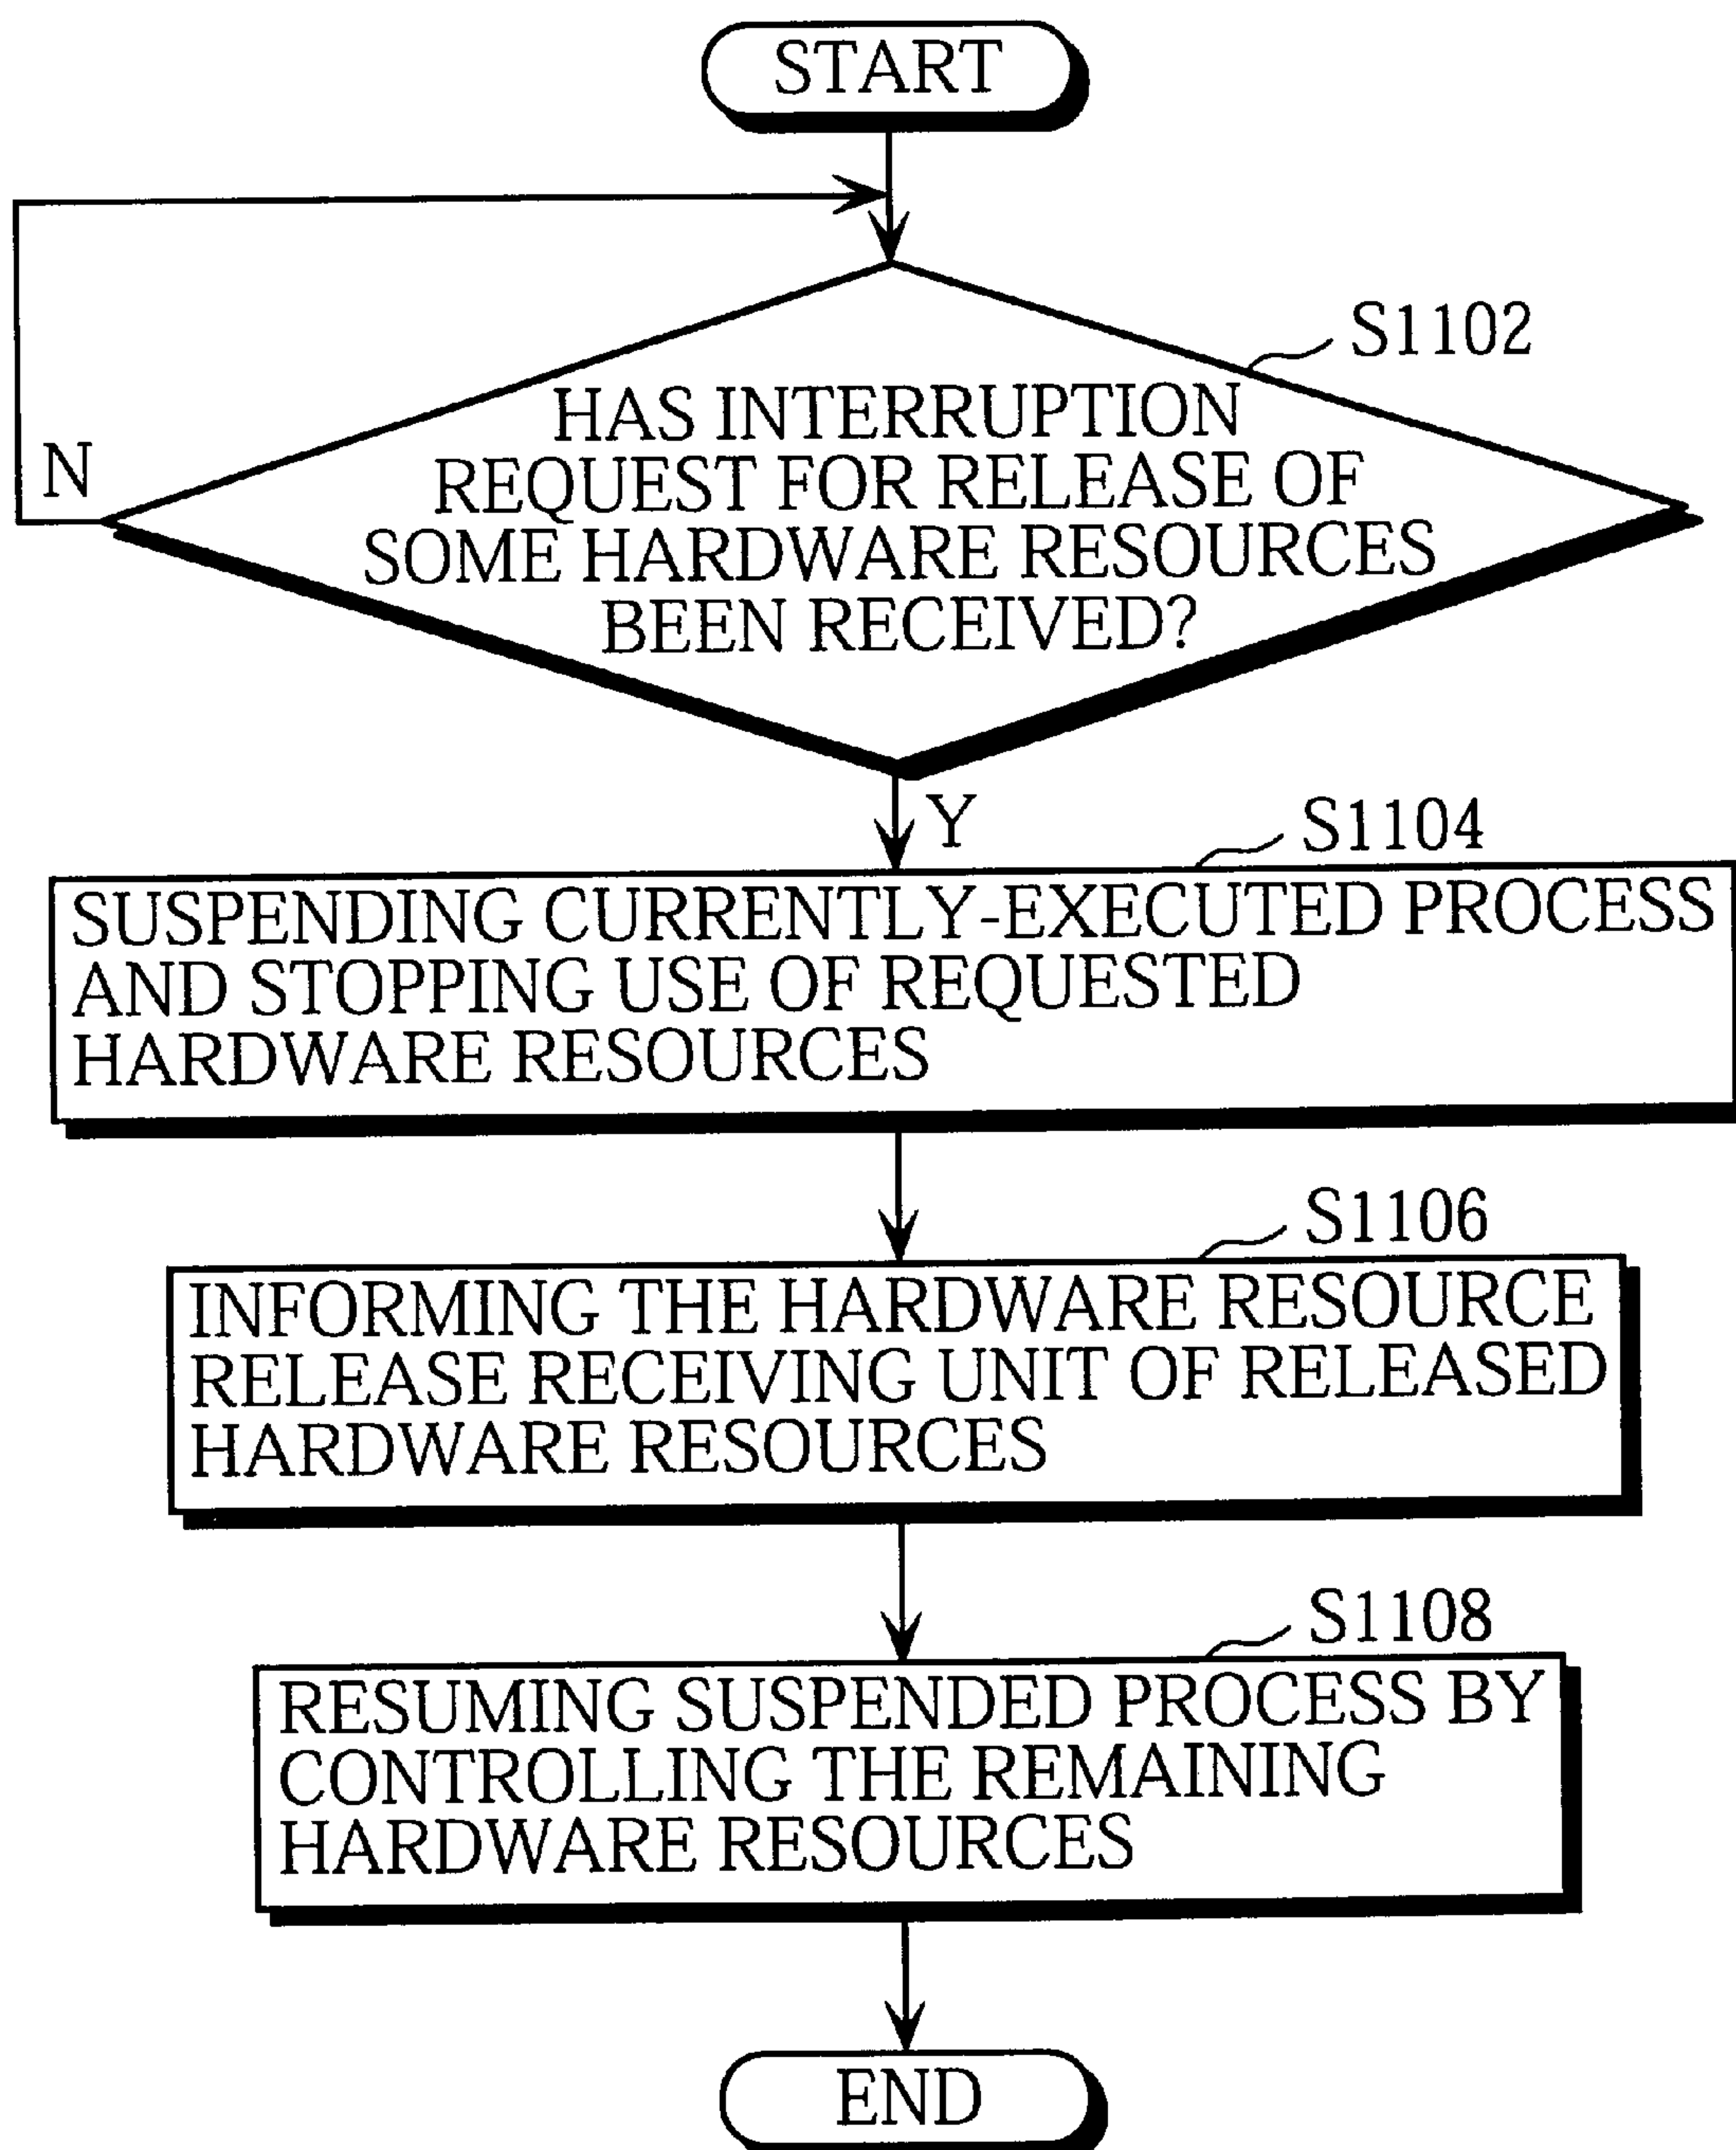 START
S1102
HAS INTERRUPTION
REQUEST FOR RELEASE OF
SOME HARDWARE RESOURCES
BEEN RECEIVED?
N
Y
S1104
SUSPENDING CURRENTLY-EXECUTED PROCESS
AND STOPPING USE OF REQUESTED
HARDWARE RESOURCES
S1106
INFORMING THE HARDWARE RESOURCE
RELEASE RECEIVING UNIT OF RELEASED
HARDWARE RESOURCES
S1108
RESUMING SUSPENDED PROCESS BY
CONTROLLING THE REMAINING
HARDWARE RESOURCES
END